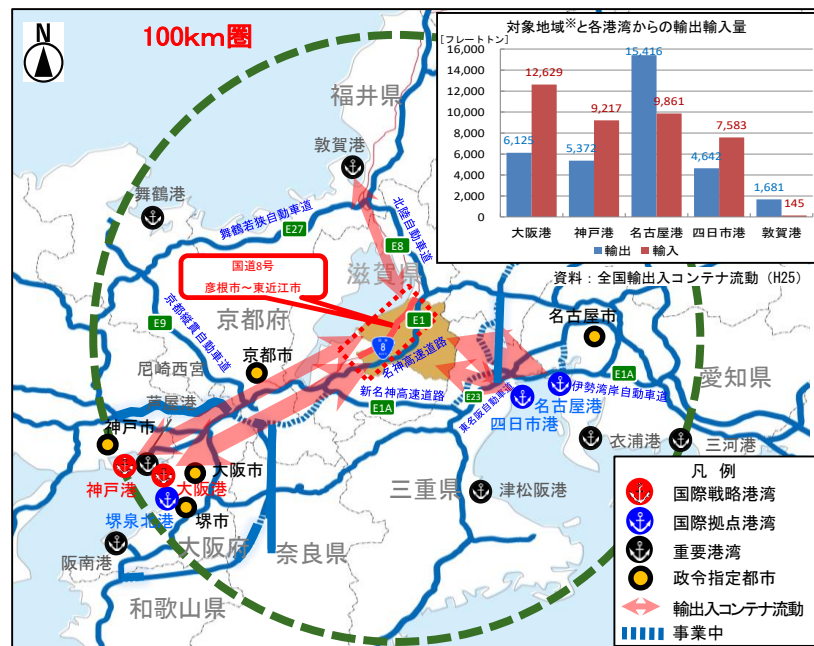 N
100km圏
対象地域※と各港湾からの輸出輸入量
[フレートトン]
16,000
14,000
12,000
10,000
8,000
6,000
4,000
2,000
0
6,125
12,629
5,372
9,217
15,416
9,861
4,642
7,583
1,681
145
大阪港
神戸港
名古屋港
四日市港
敦賀港
輸出
輸入
資料：全国輸出入コンテナ流動（H25）
福井県
敦賀港
舞鶴港
舞鶴若狭自動車道
E27
北陸自動車道
E8
国道8号
彦根市～東近江市
滋賀県
京都縦貫自動車道
E9
京都府
E1
8
名神高速道路
名古屋市
京都市
尼崎西宮
芦屋港
新名神高速道路
E1A
E23
東名阪自動車道
E1A
伊勢湾岸自動車道
愛知県
名古屋港
四日市港
神戸市
衣浦港
三河港
神戸港
大阪港
大阪市
堺泉北港
堺市
三重県
津松阪港
阪南港
大阪府
奈良県
和歌山県
凡 例
国際戦略港湾
国際拠点港湾
重要港湾
政令指定都市
輸出入コンテナ流動
事業中